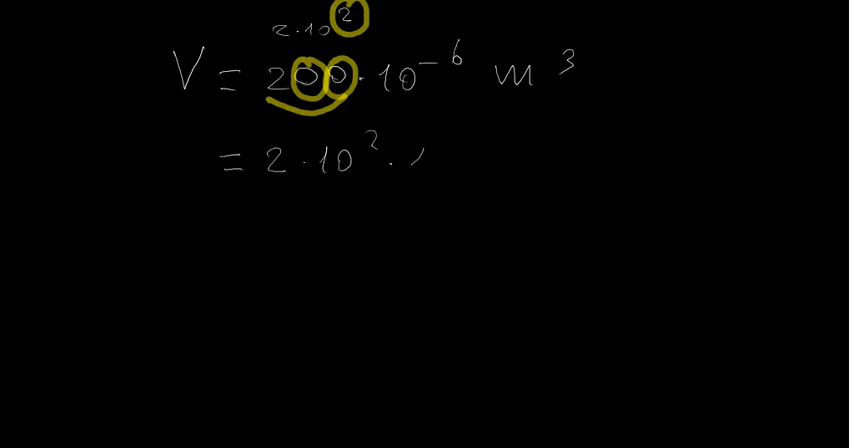 2·10²
V = 200·10⁻⁶ m³
= 2·10²·